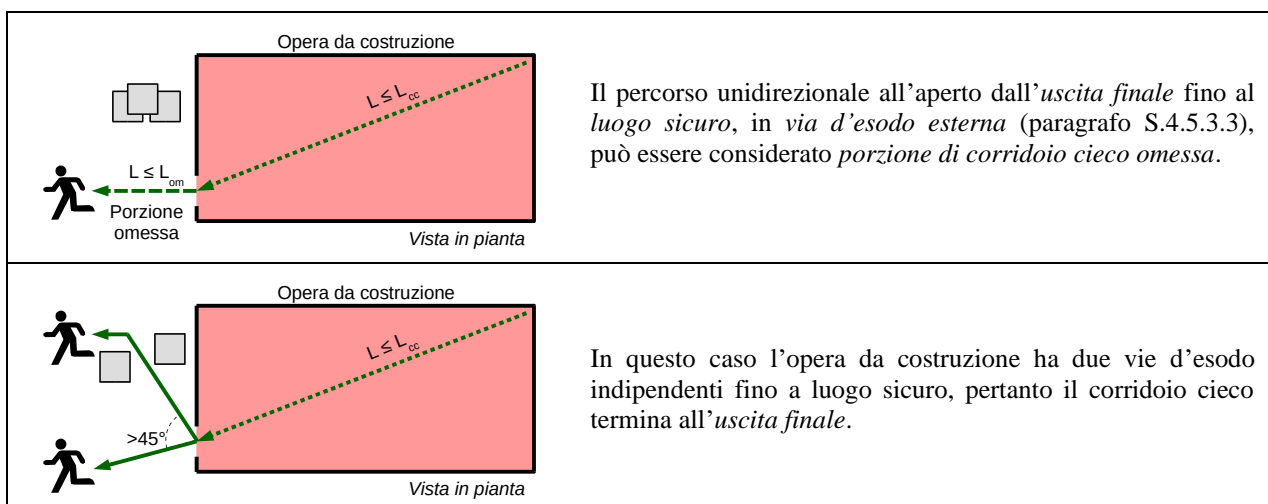 Opera da costruzione
L ≤ Lcc
L ≤ Lom
Porzione
omessa
Vista in pianta
Il percorso unidirezionale all’aperto dall’uscita finale fino al
luogo sicuro, in via d’esodo esterna (paragrafo S.4.5.3.3),
può essere considerato porzione di corridoio cieco omessa.
Opera da costruzione
L ≤ Lcc
>45°
Vista in pianta
In questo caso l’opera da costruzione ha due vie d’esodo
indipendenti fino a luogo sicuro, pertanto il corridoio cieco
termina all’uscita finale.